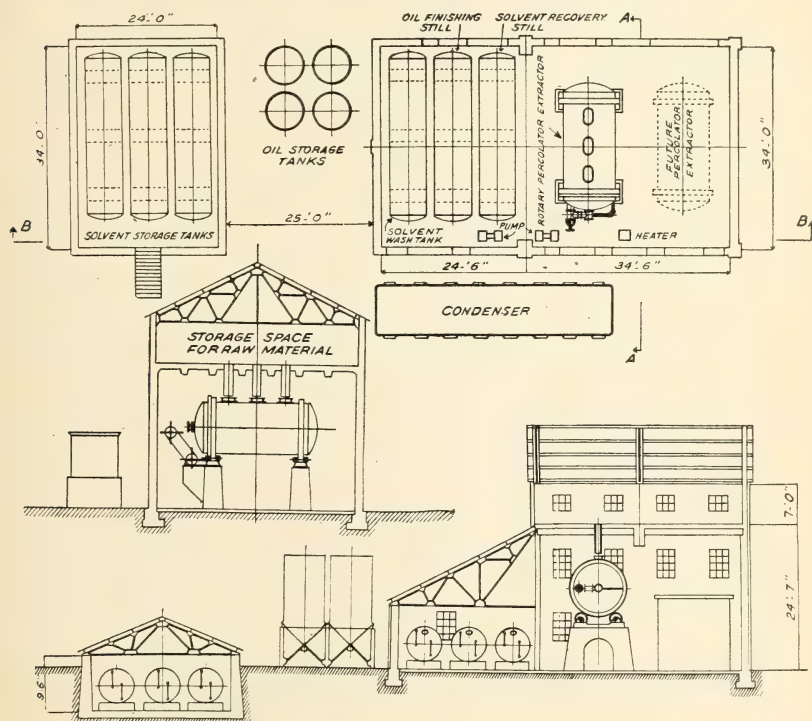 24'-0"
OIL FINISHING
STILL
SOLVENT RECOVERY
STILL
A
34'-0
OIL STORAGE
TANKS
ROTARY PERCOLATOR EXTRACTOR
FUTURE
PERCOLATOR
EXTRACTOR
34'-0"
B
SOLVENT STORAGE TANKS
25'-0"
SOLVENT
WASH TANK
PUMP
HEATER
B
24'-6"
34'-6"
CONDENSER
A
STORAGE SPACE
FOR RAW MATERIAL
7'-0"
24'-7"
9'6